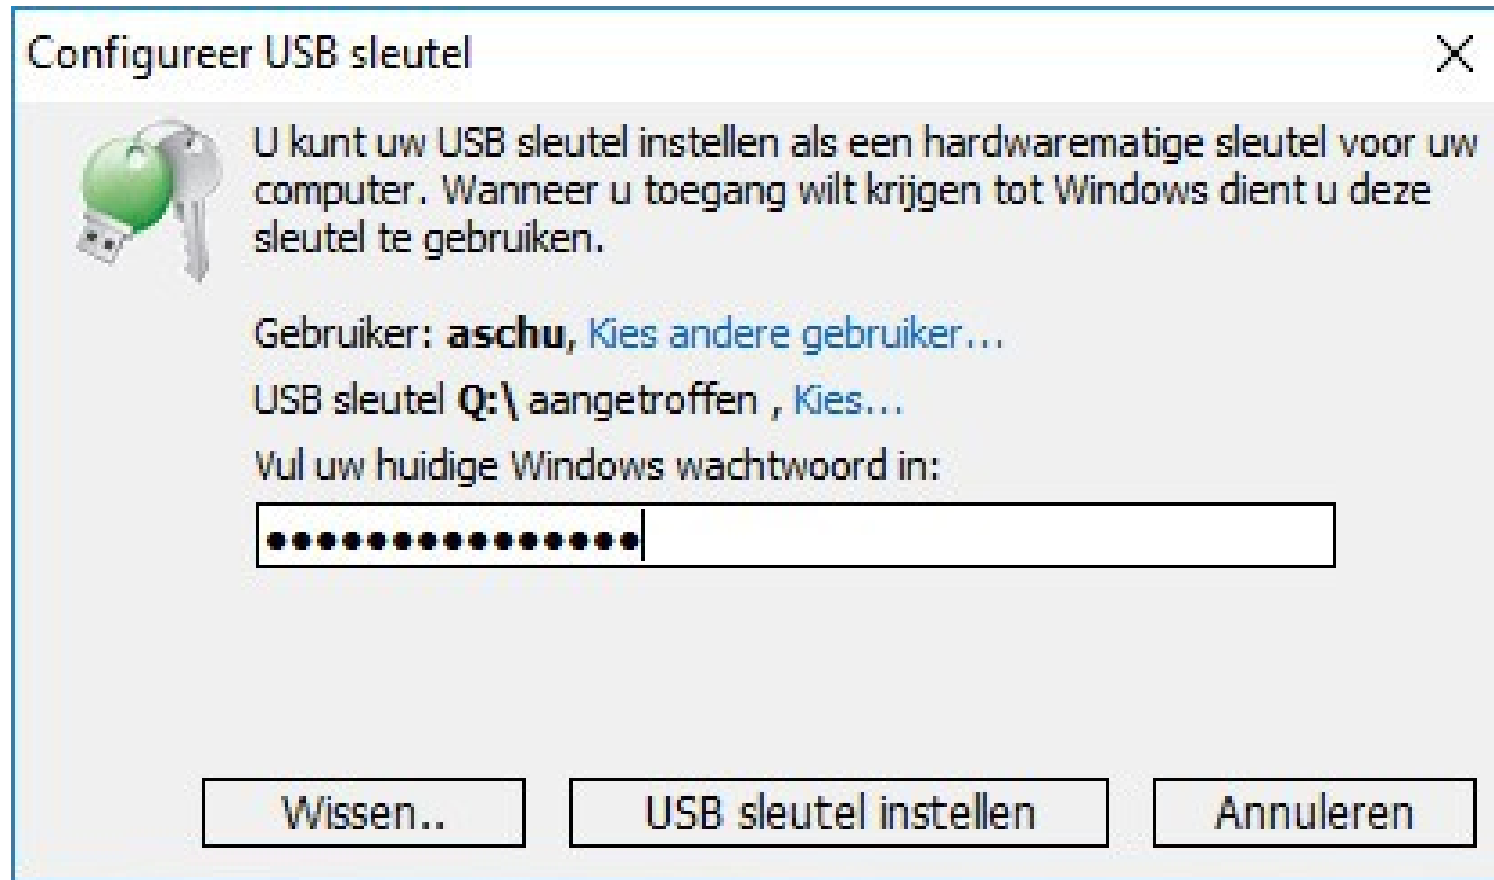 Configureer USB sleutel
U kunt uw USB sleutel instellen als een hardwarematige sleutel voor uw
computer. Wanneer u toegang wilt krijgen tot Windows dient u deze
sleutel te gebruiken.
Gebruiker: aschu, Kies andere gebruiker...
USB sleutel Q:\ aangetroffen , Kies...
Vul uw huidige Windows wachtwoord in:
●●●●●●●●●●●●●●●
Wissen.. USB sleutel instellen Annuleren